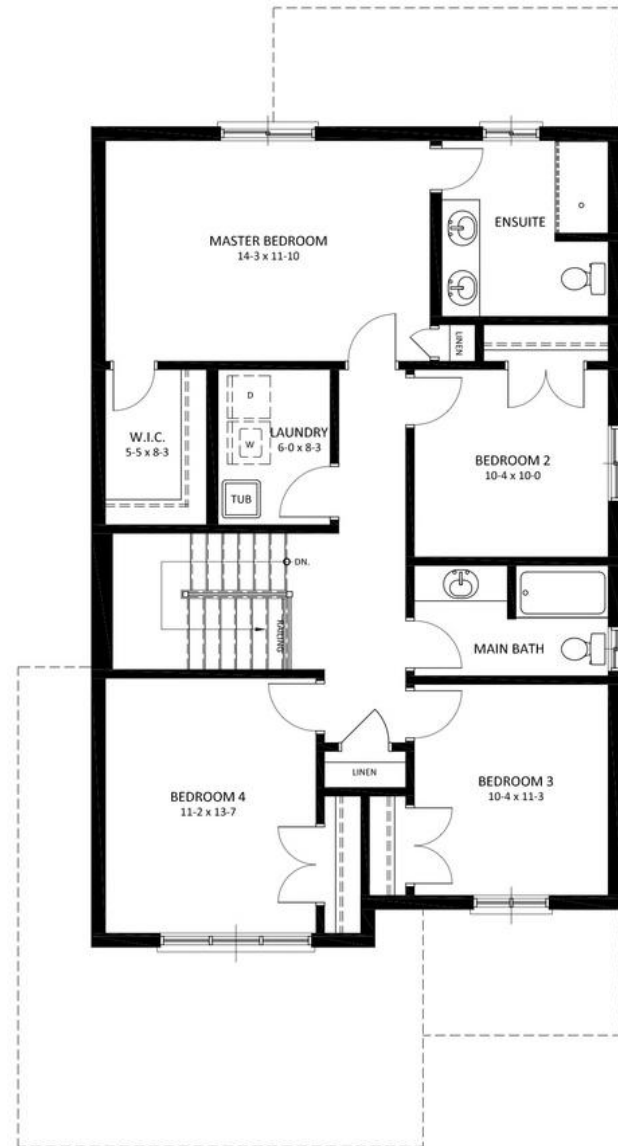 MASTER BEDROOM
14-3 x 11-10
ENSUITE
LINEN
W.I.C.
5-5 x 8-3
D
W
LAUNDRY
6-0 x 8-3
TUB
BEDROOM 2
10-4 x 10-0
DN.
RAILING
MAIN BATH
LINEN
BEDROOM 4
11-2 x 13-7
BEDROOM 3
10-4 x 11-3